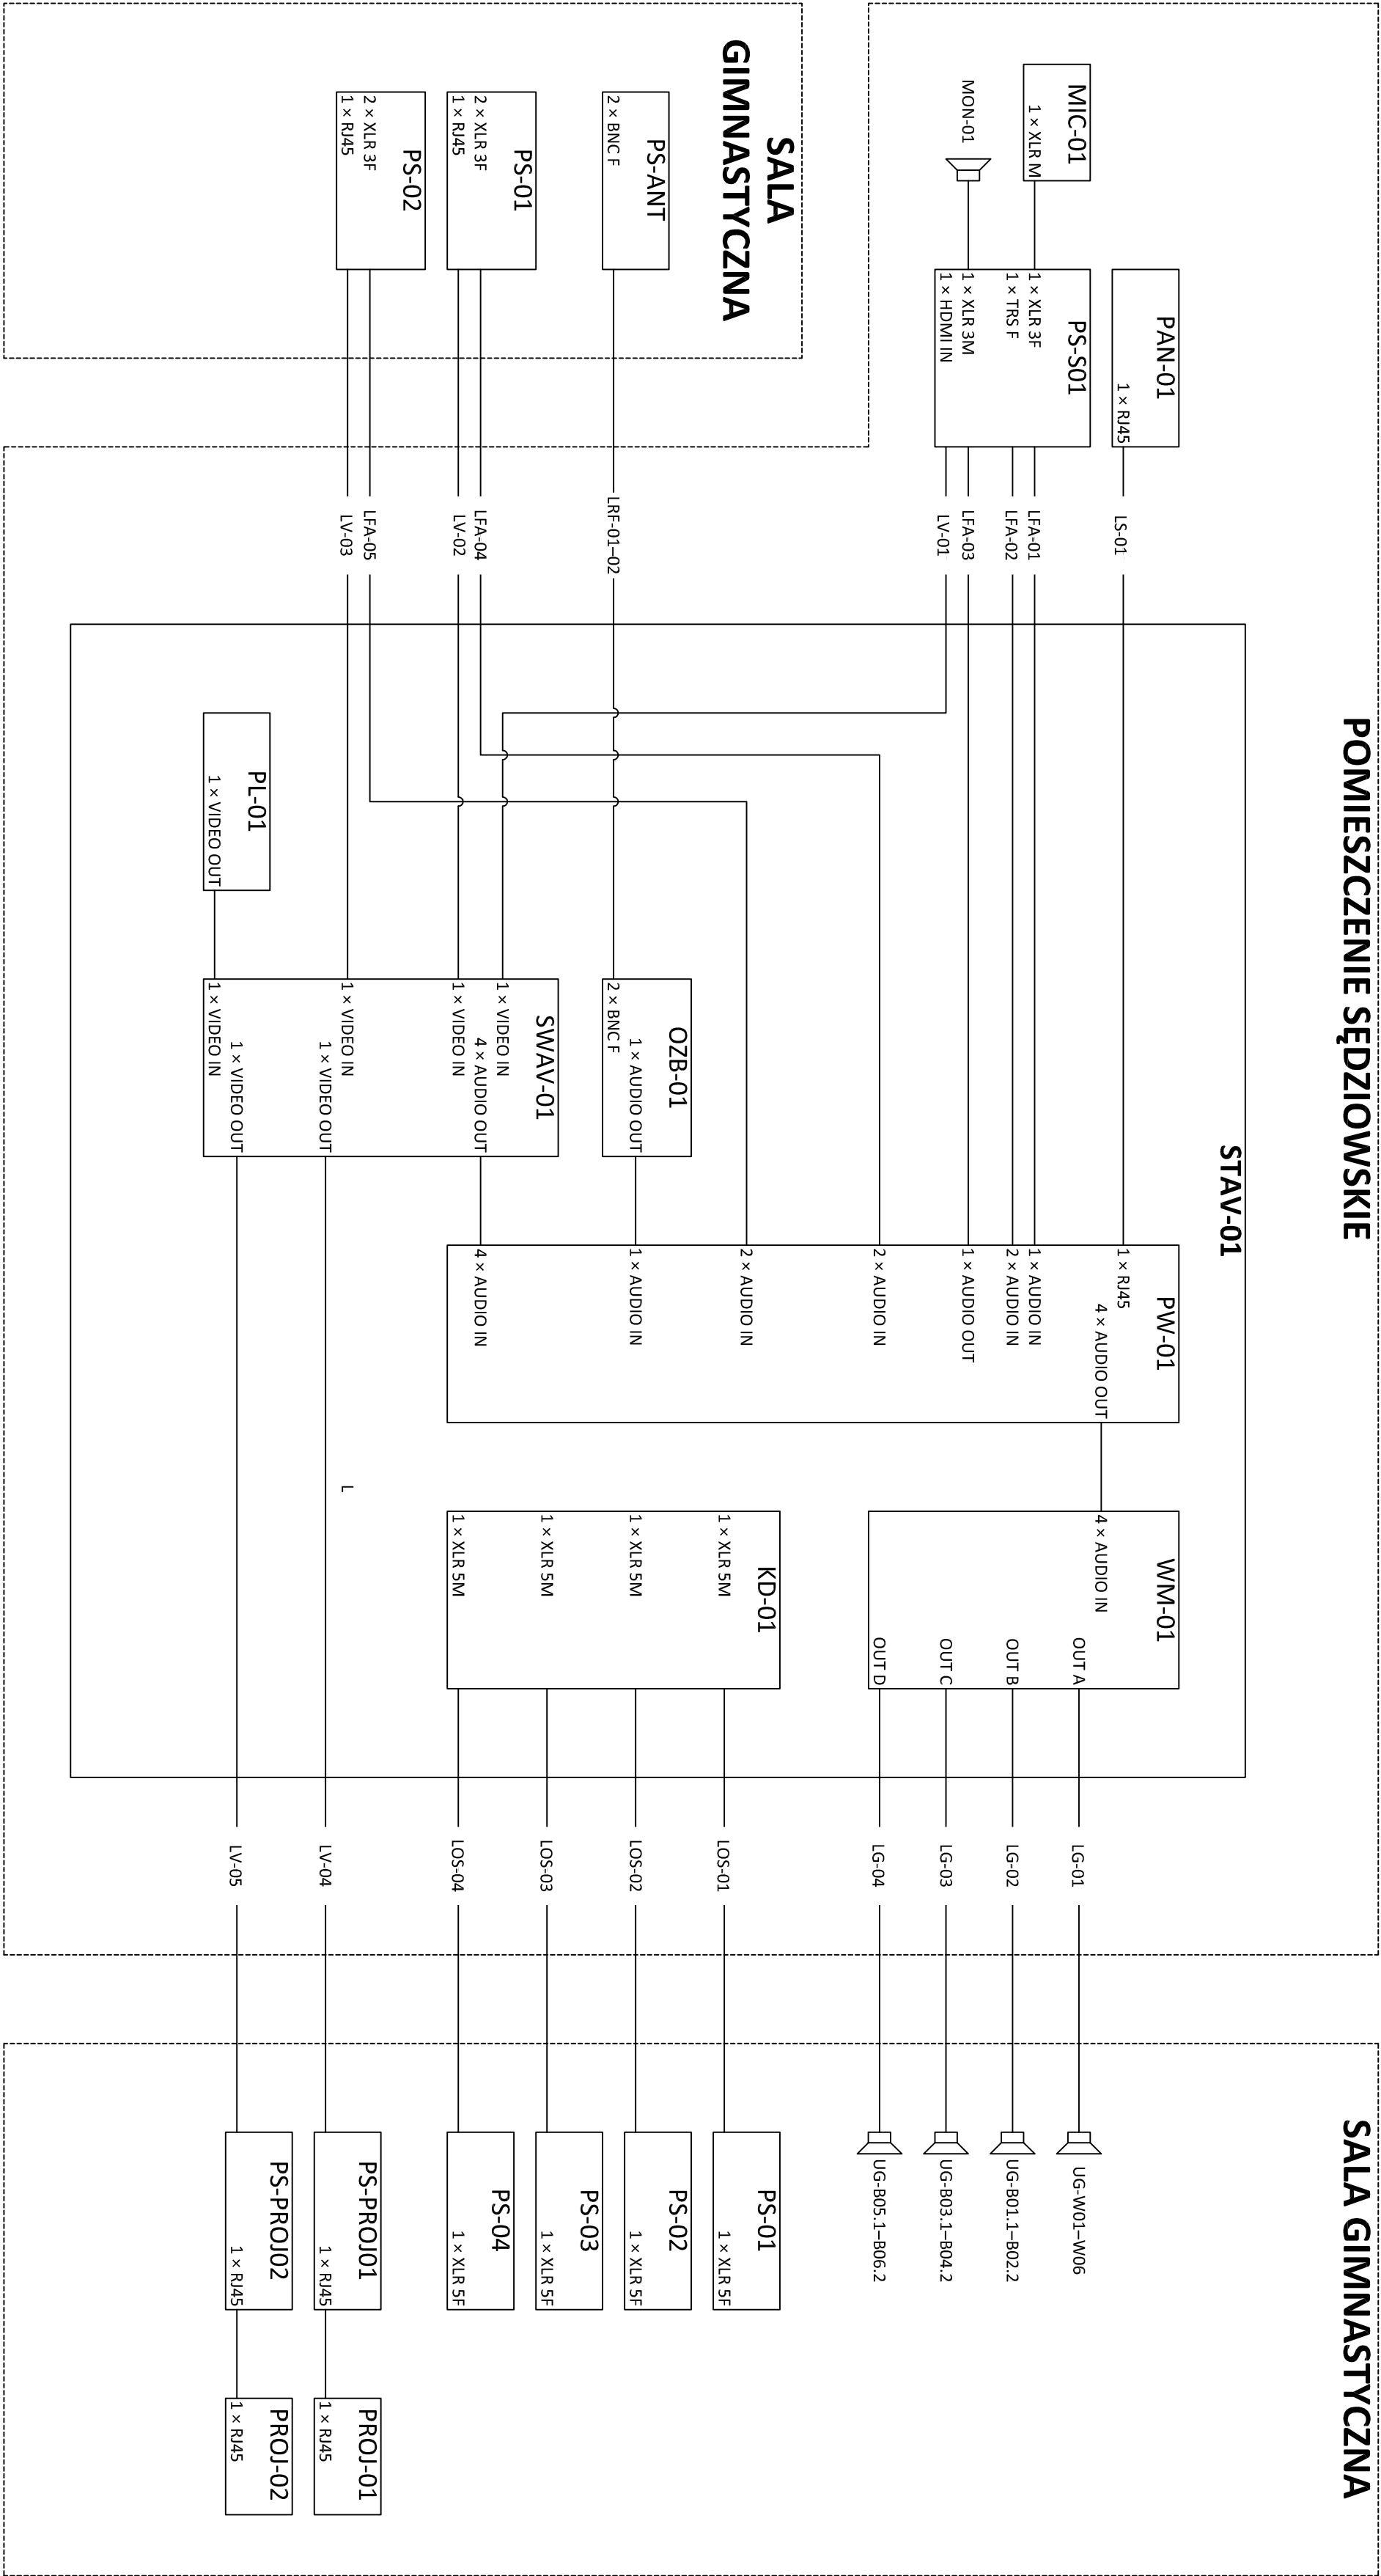 POMIESZCZENIE SĘDZIOWSKIE
SALA GIMNASTYCZNA
SALA
GIMNASTYCZNA
STAV-01
PAN-01
1 × RJ45
LS-01
MIC-01
1 × XLR M
MON-01
PS-S01
1 × XLR 3F
1 × TRS F
1 × XLR 3M
1 × HDMI IN
LFA-01
LFA-02
LFA-03
LV-01
PS-ANT
2 × BNC F
LRF-01–02
PS-01
2 × XLR 3F
1 × RJ45
LFA-04
LV-02
PS-02
2 × XLR 3F
1 × RJ45
LFA-05
LV-03
PL-01
1 × VIDEO OUT
OZB-01
1 × AUDIO OUT
2 × BNC F
SWAV-01
1 × VIDEO IN
4 × AUDIO OUT
1 × VIDEO IN
1 × VIDEO IN
1 × VIDEO OUT
1 × VIDEO OUT
1 × VIDEO IN
PW-01
1 × RJ45
4 × AUDIO OUT
1 × AUDIO IN
2 × AUDIO IN
1 × AUDIO OUT
2 × AUDIO IN
2 × AUDIO IN
1 × AUDIO IN
4 × AUDIO IN
L
WM-01
4 × AUDIO IN
OUT A
OUT B
OUT C
OUT D
KD-01
1 × XLR 5M
1 × XLR 5M
1 × XLR 5M
1 × XLR 5M
LG-01
LG-02
LG-03
LG-04
LOS-01
LOS-02
LOS-03
LOS-04
LV-04
LV-05
UG-W01–W06
UG-B01.1–B02.2
UG-B03.1–B04.2
UG-B05.1–B06.2
PS-01
1 × XLR 5F
PS-02
1 × XLR 5F
PS-03
1 × XLR 5F
PS-04
1 × XLR 5F
PS-PROJ01
1 × RJ45
PS-PROJ02
1 × RJ45
PROJ-01
1 × RJ45
PROJ-02
1 × RJ45